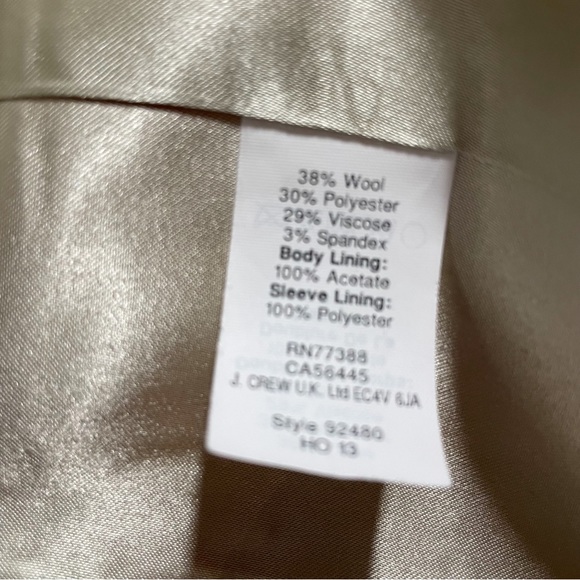 38% Wool
30% Polyester
29% Viscose
3% Spandex
Body Lining:
100% Acetate
Sleeve Lining:
100% Polyester
RN77388
CA56445
J. CREW U.K. Ltd EC4V 6JA
Style 92480
HO 13